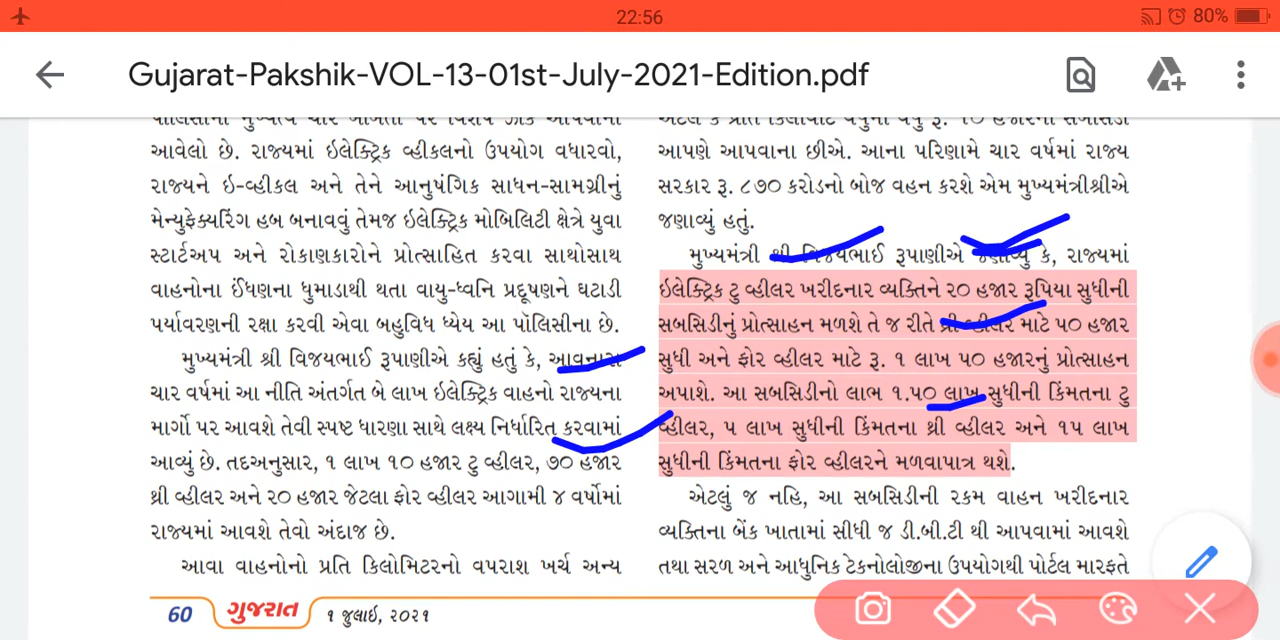 22:56
80%
Gujarat-Pakshik-VOL-13-01st-July-2021-Edition.pdf
આવેલો છે. રાજ્યમાં ઇલેક્ટ્રિક વ્હીકલનો ઉપયોગ વધારવો,
રાજ્યને ઇ-વ્હીકલ અને તેને આનુષંગિક સાધન-સામગ્રીનું
મેન્યુફેક્ચરિંગ હબ બનાવવું તેમજ ઇલેક્ટ્રિક મોબિલિટી ક્ષેત્રે યુવા
સ્ટાર્ટઅપ અને રોકાણકારોને પ્રોત્સાહિત કરવા સાથોસાથ
વાહનોના ઈંધણના ધુમાડાથી થતા વાયુ-ધ્વનિ પ્રદૂષણને ઘટાડી
પર્યાવરણની રક્ષા કરવી એવા બહુવિધ ધ્યેય આ પૉલિસીના છે.
મુખ્યમંત્રી શ્રી વિજયભાઈ રૂપાણીએ કહ્યું હતું કે, આવનારા
ચાર વર્ષમાં આ નીતિ અંતર્ગત બે લાખ ઇલેક્ટ્રિક વાહનો રાજ્યના
માર્ગો પર આવશે તેવી સ્પષ્ટ ધારણા સાથે લક્ષ્ય નિર્ધારિત કરવામાં
આવ્યું છે. તદઅનુસાર, ૧ લાખ ૧૦ હજાર ટુ વ્હીલર, ૭૦ હજાર
થ્રી વ્હીલર અને ૨૦ હજાર જેટલા ફોર વ્હીલર આગામી ૪ વર્ષોમાં
રાજ્યમાં આવશે તેવો અંદાજ છે.
આવા વાહનોનો પ્રતિ કિલોમિટરનો વપરાશ ખર્ચ અન્ય
આપણે આપવાના છીએ. આના પરિણામે ચાર વર્ષમાં રાજ્ય
સરકાર રૂ. ૮૭૦ કરોડનો બોજ વહન કરશે એમ મુખ્યમંત્રીશ્રીએ
જણાવ્યું હતું.
મુખ્યમંત્રી શ્રી વિજયભાઈ રૂપાણીએ જણાવ્યું કે, રાજ્યમાં
ઇલેક્ટ્રિક ટુ વ્હીલર ખરીદનાર વ્યક્તિને ૨૦ હજાર રૂપિયા સુધીની
સબસિડીનું પ્રોત્સાહન મળશે તે જ રીતે થ્રી વ્હીલર માટે ૫૦ હજાર
સુધી અને ફોર વ્હીલર માટે રૂ. ૧ લાખ ૫૦ હજારનું પ્રોત્સાહન
અપાશે. આ સબસિડીનો લાભ ૧.૫૦ લાખ સુધીની કિંમતના ટુ
વ્હીલર, ૫ લાખ સુધીની કિંમતના થ્રી વ્હીલર અને ૧૫ લાખ
સુધીની કિંમતના ફોર વ્હીલરને મળવાપાત્ર થશે.
એટલું જ નહિ, આ સબસિડીની રકમ વાહન ખરીદનાર
વ્યક્તિના બેંક ખાતામાં સીધી જ ડી.બી.ટી થી આપવામાં આવશે
તથા સરળ અને આધુનિક ટેકનોલોજીના ઉપયોગથી પોર્ટલ મારફતે
60 ગુજરાત ૧ જુલાઇ, ૨૦૨૧